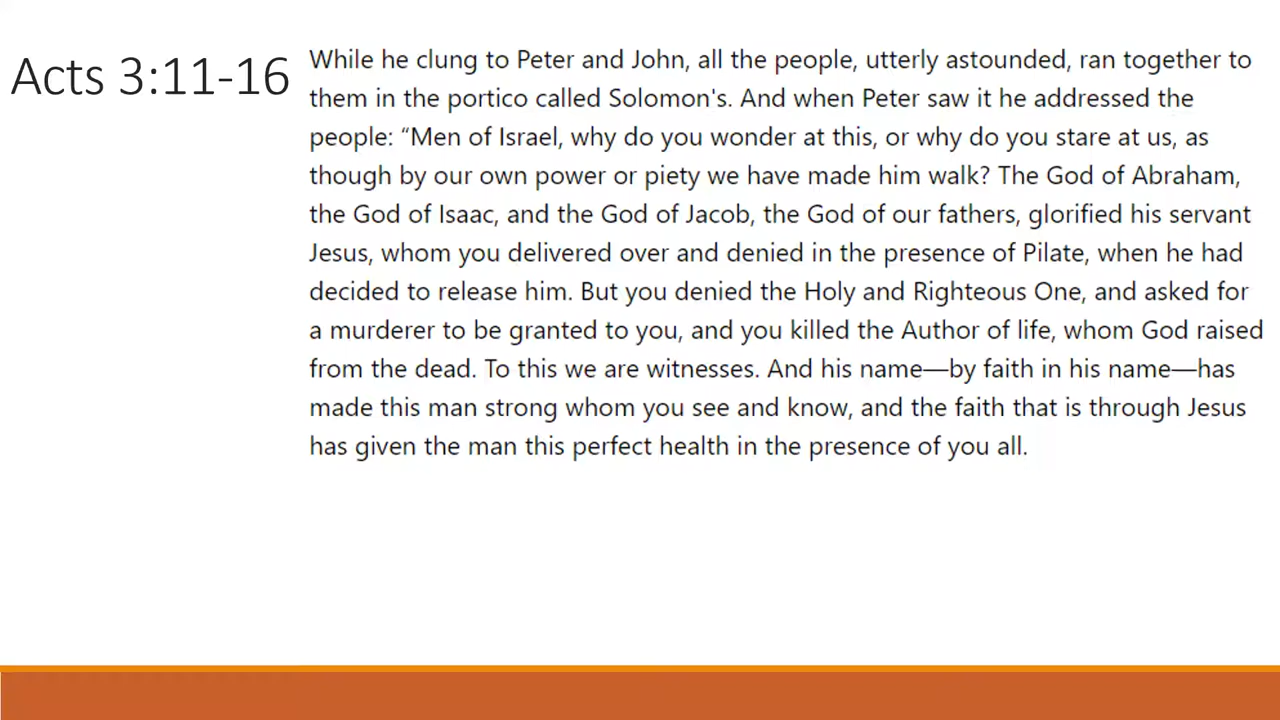 Acts 3:11-16
While he clung to Peter and John, all the people, utterly astounded, ran together to
them in the portico called Solomon's. And when Peter saw it he addressed the
people: “Men of Israel, why do you wonder at this, or why do you stare at us, as
though by our own power or piety we have made him walk? The God of Abraham,
the God of Isaac, and the God of Jacob, the God of our fathers, glorified his servant
Jesus, whom you delivered over and denied in the presence of Pilate, when he had
decided to release him. But you denied the Holy and Righteous One, and asked for
a murderer to be granted to you, and you killed the Author of life, whom God raised
from the dead. To this we are witnesses. And his name—by faith in his name—has
made this man strong whom you see and know, and the faith that is through Jesus
has given the man this perfect health in the presence of you all.